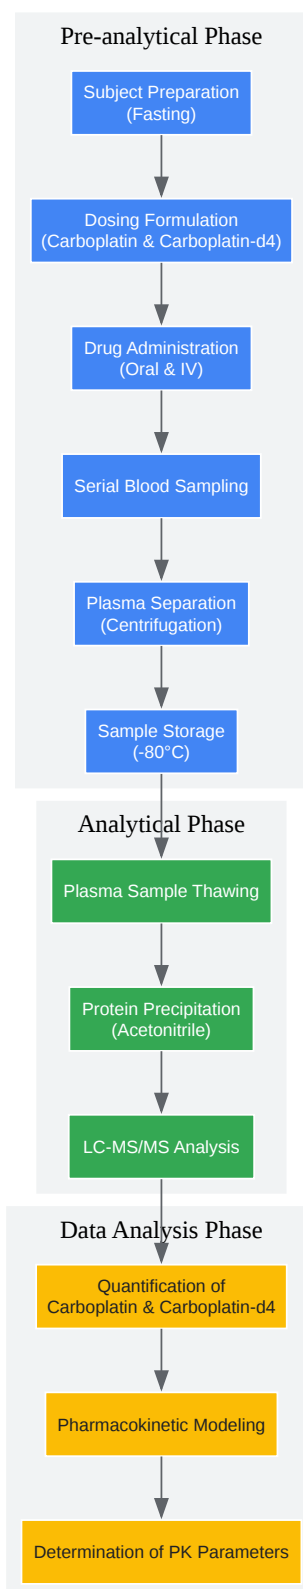 Pre-analytical Phase
Subject Preparation
(Fasting)
Dosing Formulation
(Carboplatin & Carboplatin-d4)
Drug Administration
(Oral & IV)
Serial Blood Sampling
Plasma Separation
(Centrifugation)
Sample Storage
(-80°C)
Analytical Phase
Plasma Sample Thawing
Protein Precipitation
(Acetonitrile)
LC-MS/MS Analysis
Data Analysis Phase
Quantification of
Carboplatin & Carboplatin-d4
Pharmacokinetic Modeling
Determination of PK Parameters